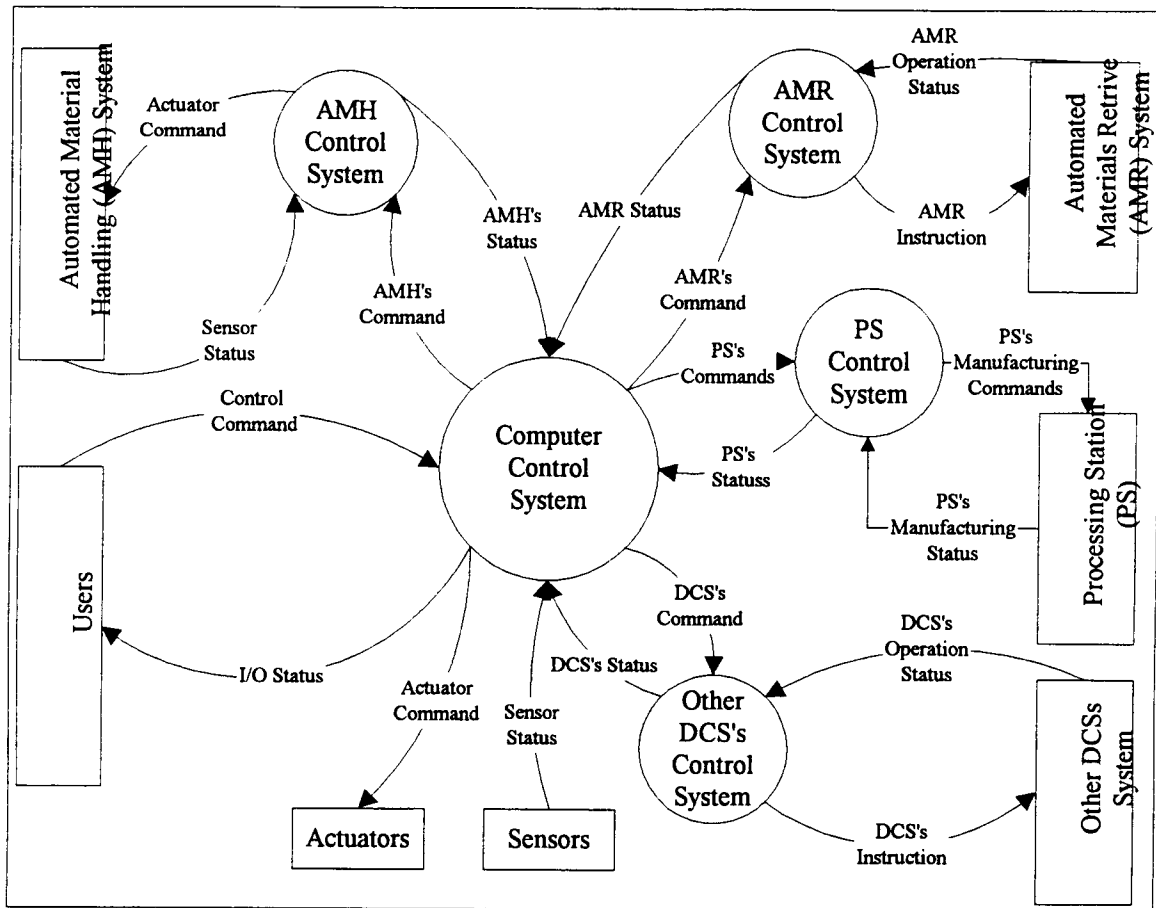 Automated Material
Handling (AMH) System
Actuator
Command
AMH
Control
System
AMH's
Status
AMH's
Command
Sensor
Status
AMR
Control
System
AMR
Operation
Status
AMR Status
AMR's
Command
AMR
Instruction
Automated
Materials Retrive
(AMR) System
PS's
Commands
PS
Control
System
PS's
Manufacturing
Commands
PS's
Statuss
PS's
Manufacturing
Status
Processing Station
(PS)
Control
Command
Computer
Control
System
Users
I/O Status
Actuator
Command
Sensor
Status
Actuators
Sensors
DCS's
Command
DCS's Status
Other
DCS's
Control
System
DCS's
Operation
Status
DCS's
Instruction
Other DCSs
System